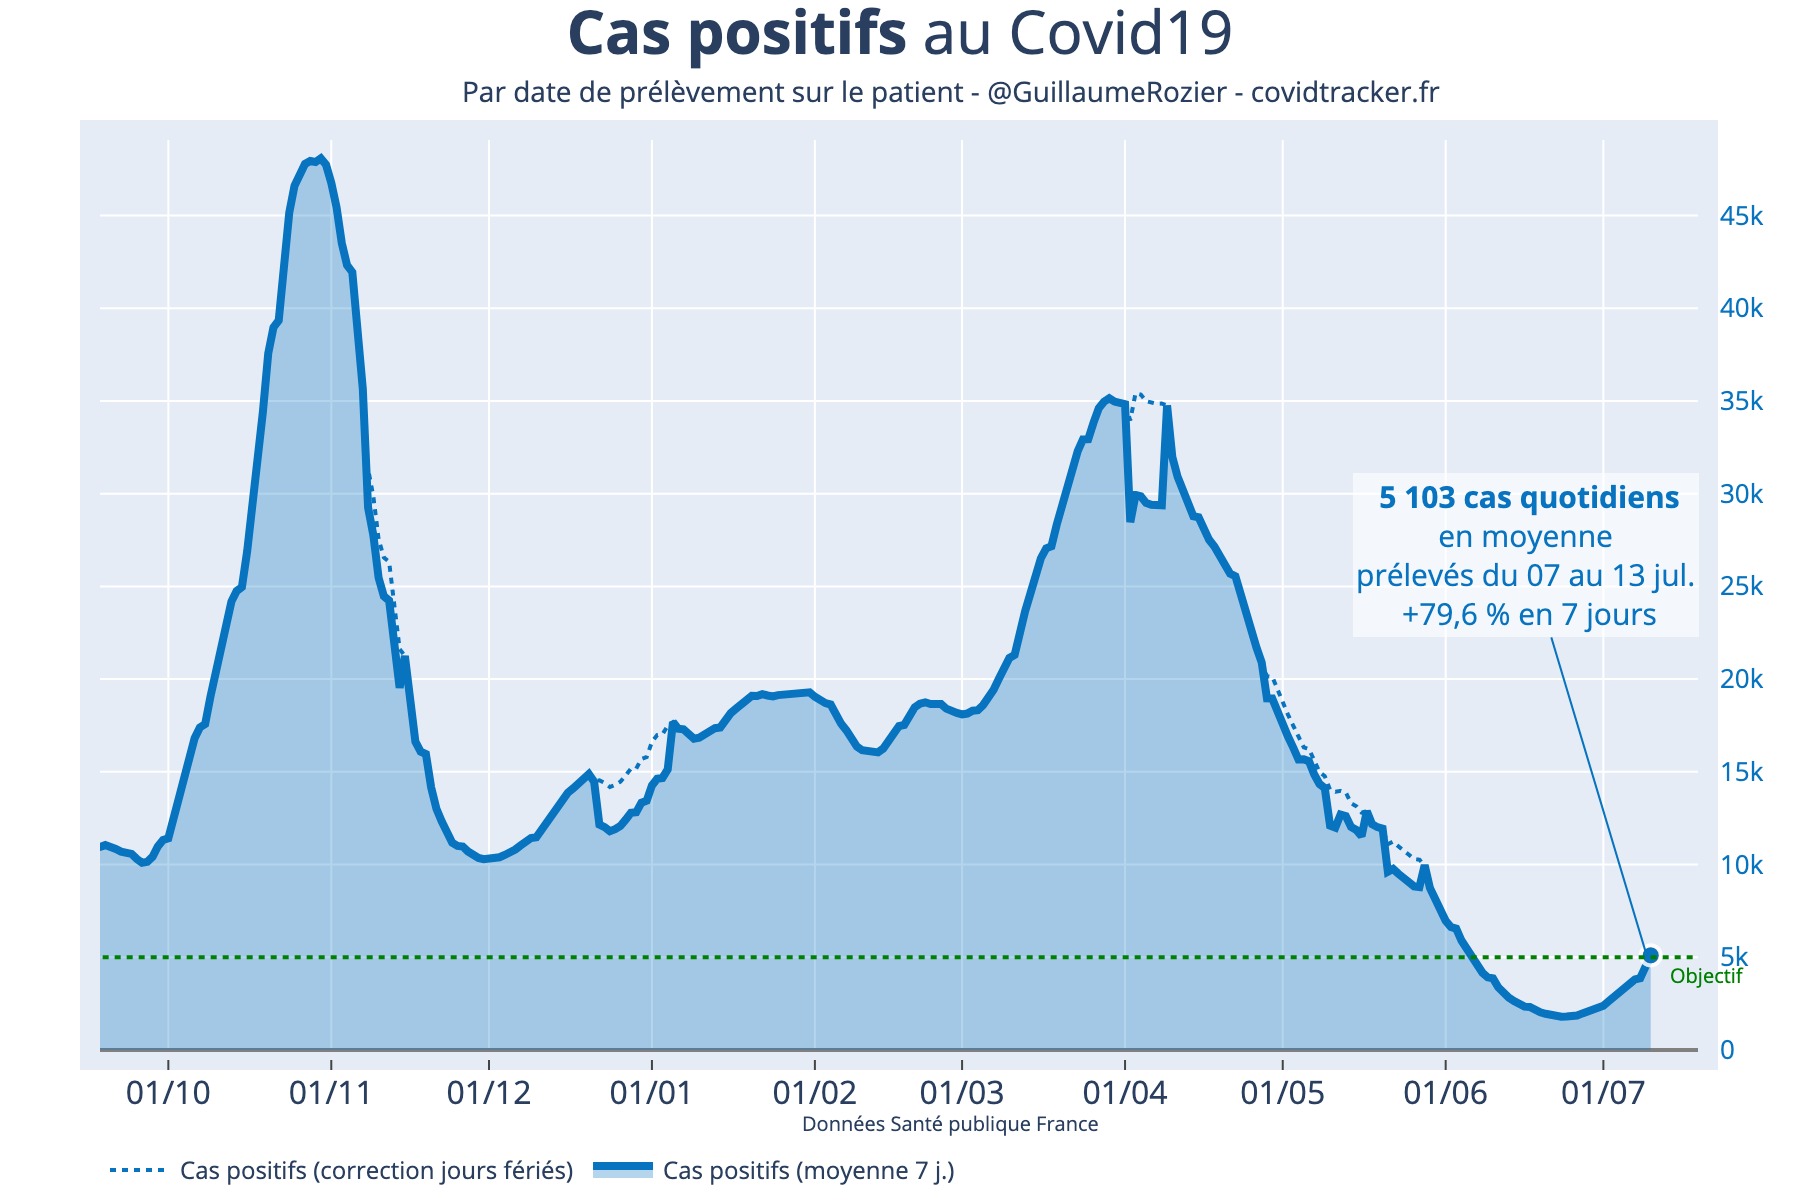 Cas positifs au Covid19
Par date de prélèvement sur le patient - @GuillaumeRozier - covidtracker.fr
45k
40k
35k
30k
25k
20k
15k
10k
5k
0
5 103 cas quotidiens
en moyenne
prélevés du 07 au 13 jul.
+79,6 % en 7 jours
Objectif
01/10 01/11 01/12 01/01 01/02 01/03 01/04 01/05 01/06 01/07
Données Santé publique France
Cas positifs (correction jours fériés) Cas positifs (moyenne 7 j.)